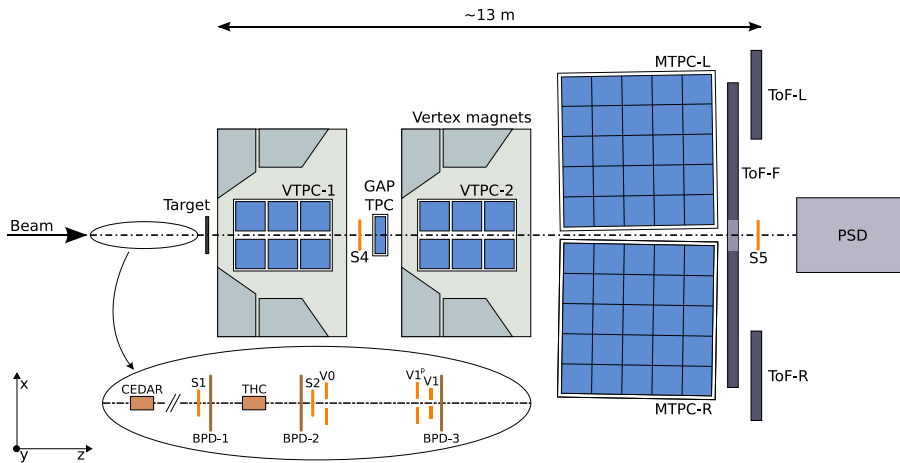 ~13 m
MTPC-L
ToF-L
Vertex magnets
ToF-F
VTPC-1
GAP
TPC
VTPC-2
Target
Beam
S4
S5
PSD
ToF-R
MTPC-R
x
y
z
CEDAR
S1
BPD-1
THC
BPD-2
S2
V0
V1ᵖ
V1
BPD-3